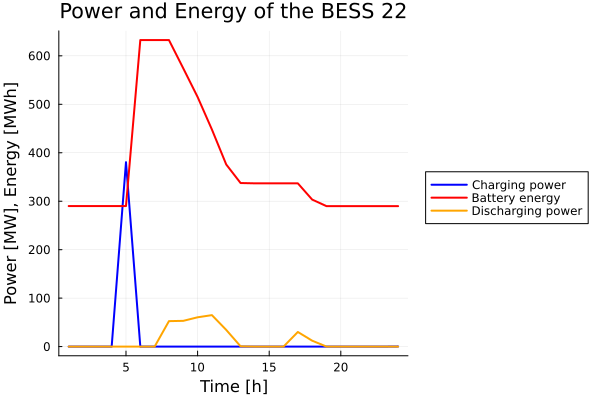 Power and Energy of the BESS 22
Power [MW], Energy [MWh]
600
500
400
300
200
100
0
5
10
15
20
Time [h]
Charging power
Battery energy
Discharging power